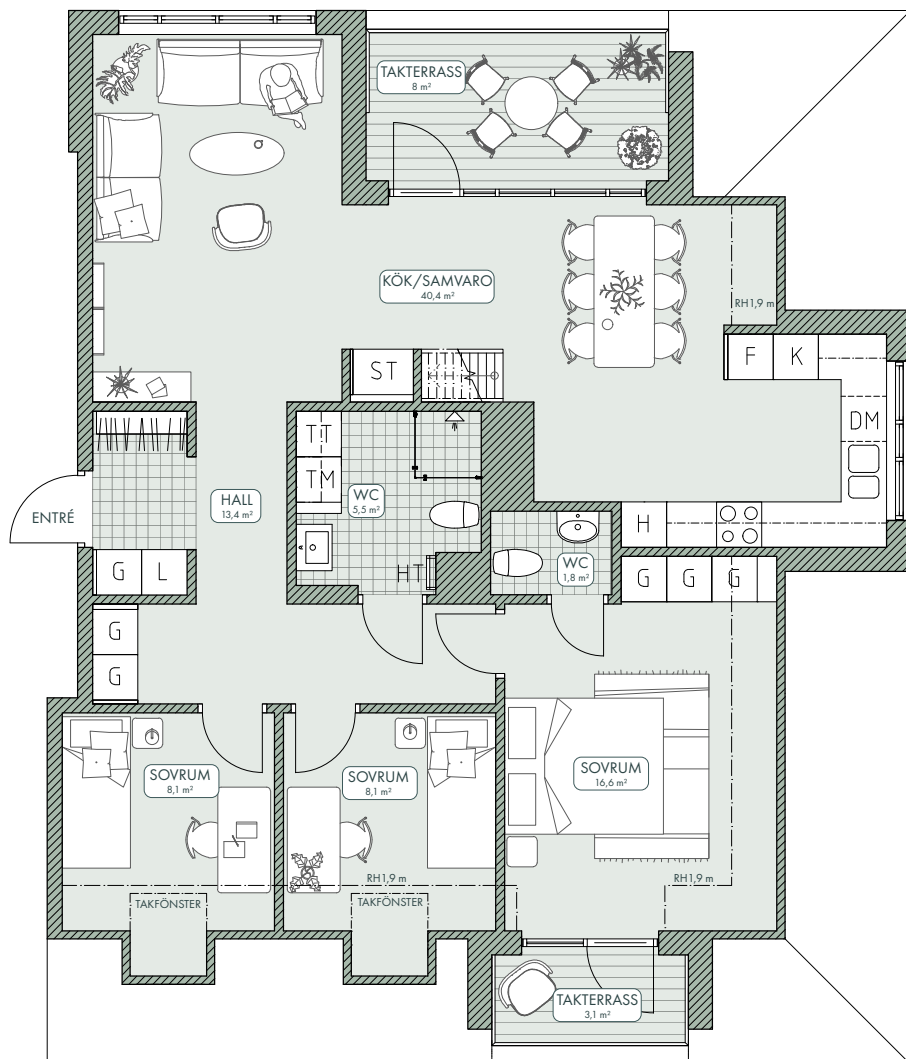 TAKTERRASS
8 m²
KÖK/SAMVARO
40,4 m²
RH1,9 m
ST
F
K
DM
TT
TM
WC
5,5 m²
HALL
13,4 m²
ENTRÉ
H
WC
1,8 m²
HT
G
L
G
G
G
G
G
SOVRUM
8,1 m²
SOVRUM
8,1 m²
SOVRUM
16,6 m²
RH1,9 m
RH1,9 m
TAKFÖNSTER
TAKFÖNSTER
TAKTERRASS
3,1 m²